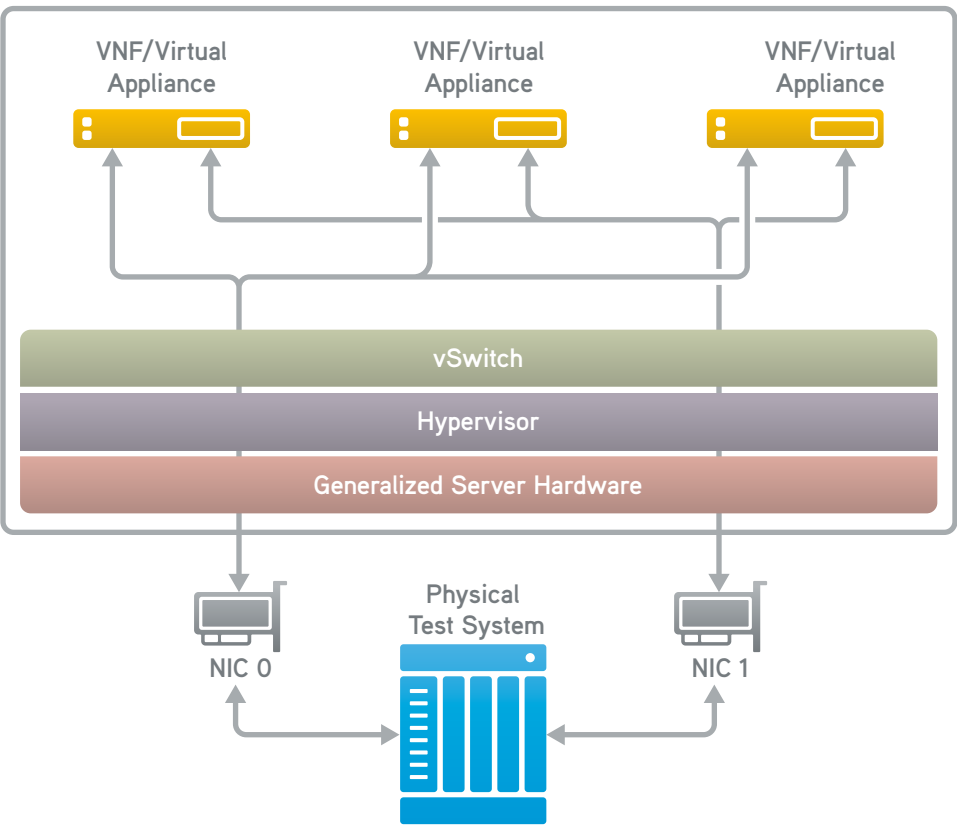 VNF/Virtual
Appliance
VNF/Virtual
Appliance
VNF/Virtual
Appliance
vSwitch
Hypervisor
Generalized Server Hardware
Physical
Test System
NIC 0
NIC 1